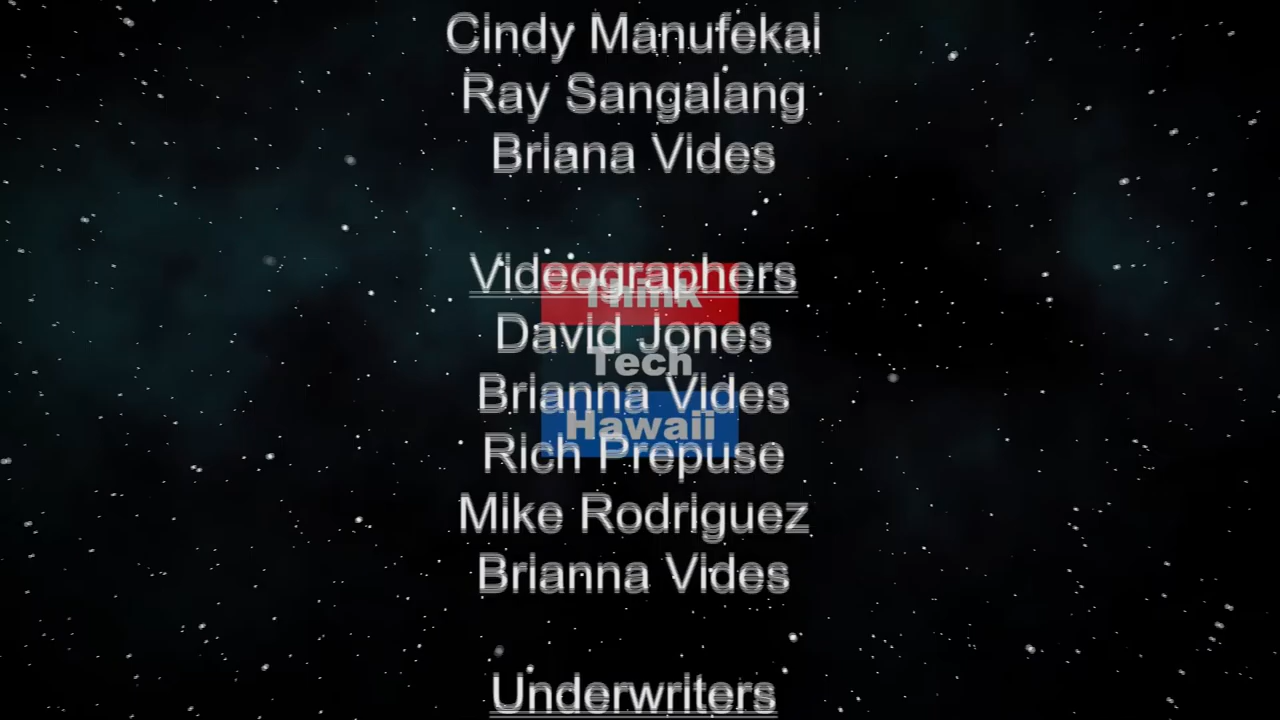 Cindy Manufekai
Ray Sangalang
Briana Vides
Videographers
Think
David Jones
Tech
Brianna Vides
Hawaii
Rich Prepuse
Mike Rodriguez
Brianna Vides
Underwriters